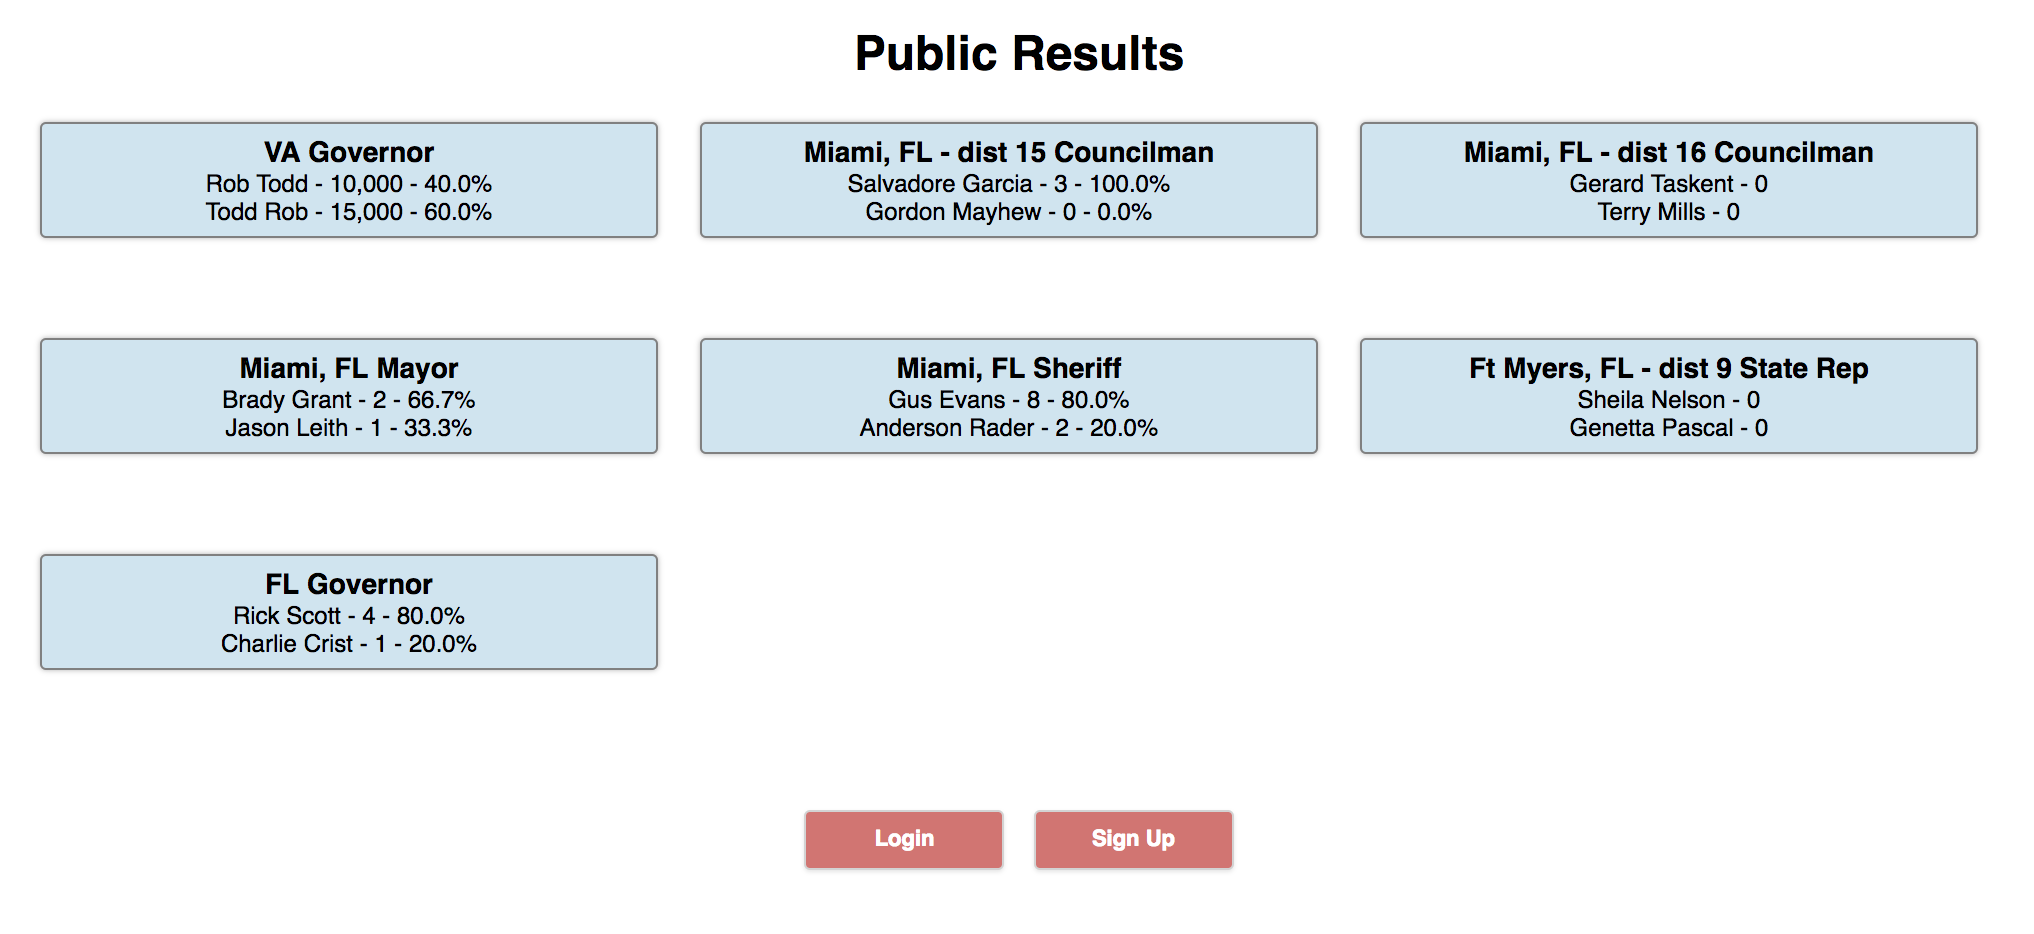 Public Results
VA Governor
Rob Todd - 10,000 - 40.0%
Todd Rob - 15,000 - 60.0%
Miami, FL - dist 15 Councilman
Salvadore Garcia - 3 - 100.0%
Gordon Mayhew - 0 - 0.0%
Miami, FL - dist 16 Councilman
Gerard Taskent - 0
Terry Mills - 0
Miami, FL Mayor
Brady Grant - 2 - 66.7%
Jason Leith - 1 - 33.3%
Miami, FL Sheriff
Gus Evans - 8 - 80.0%
Anderson Rader - 2 - 20.0%
Ft Myers, FL - dist 9 State Rep
Sheila Nelson - 0
Genetta Pascal - 0
FL Governor
Rick Scott - 4 - 80.0%
Charlie Crist - 1 - 20.0%
Login
Sign Up